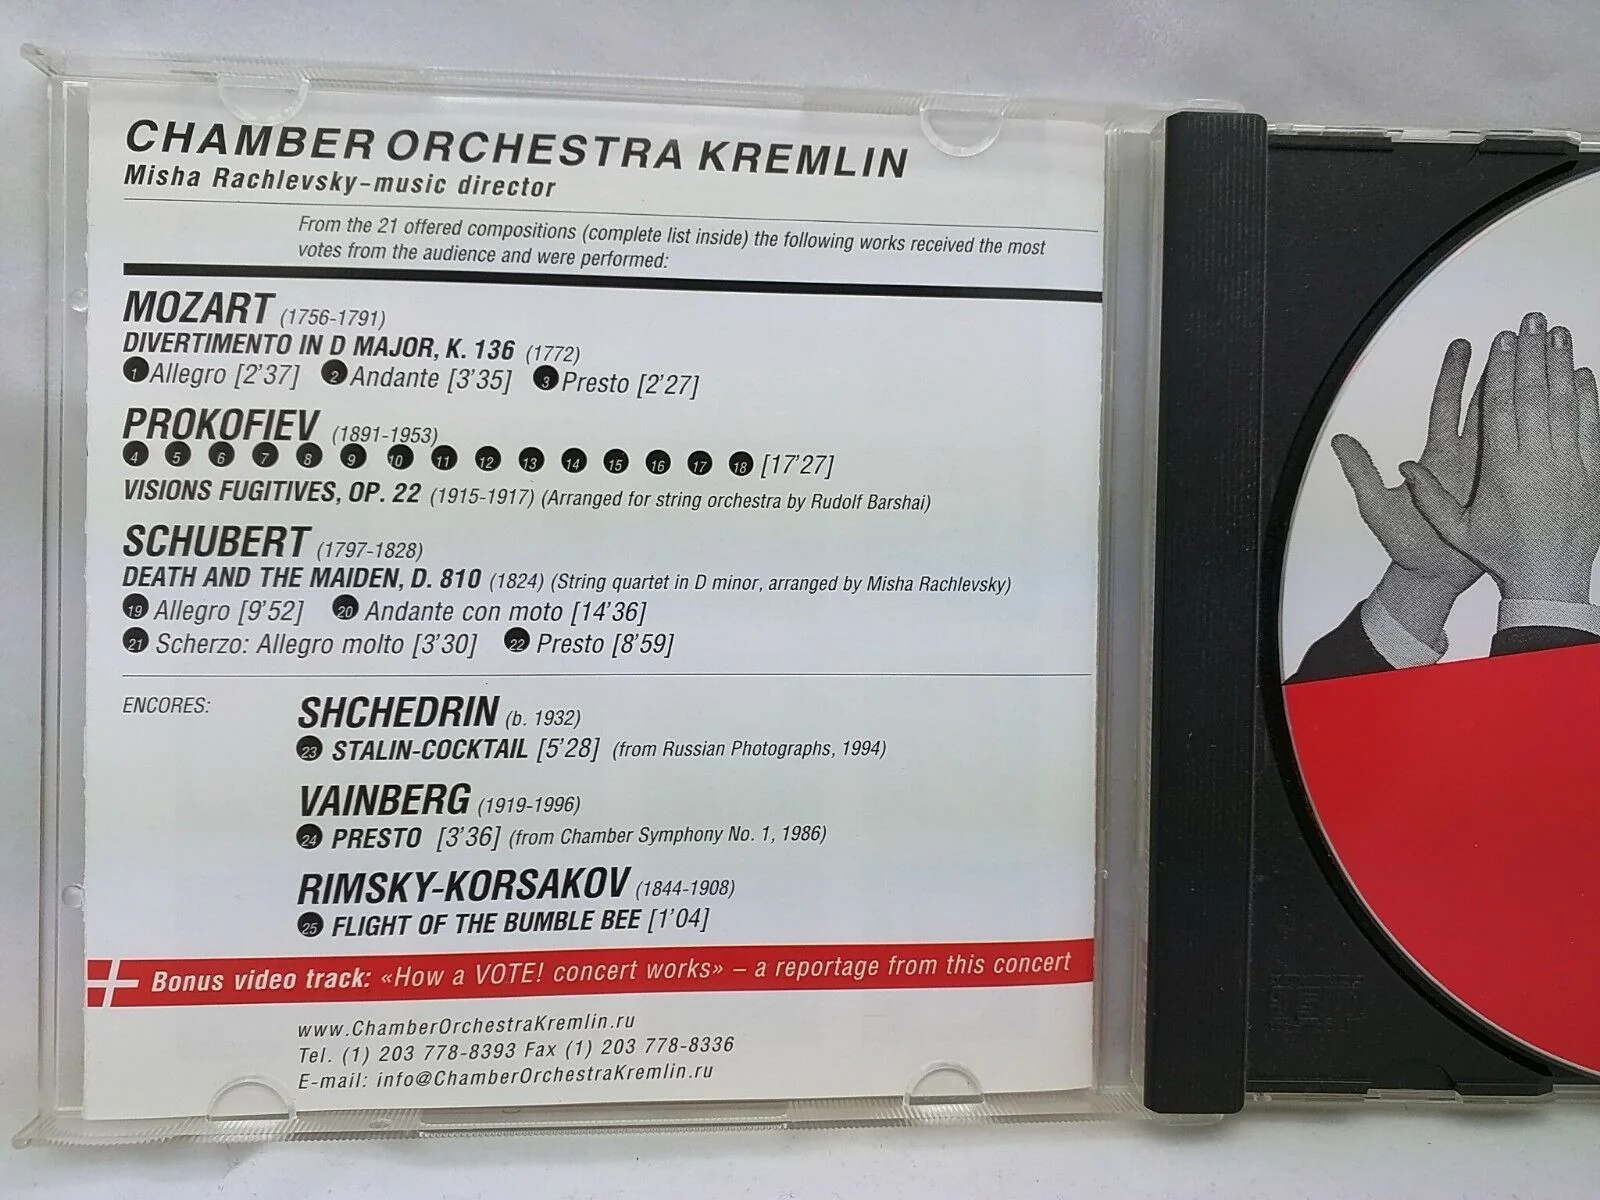 CHAMBER ORCHESTRA KREMLIN
Misha Rachlevsky–music director
From the 21 offered compositions (complete list inside) the following works received the most
votes from the audience and were performed:
MOZART (1756-1791)
DIVERTIMENTO IN D MAJOR, K. 136 (1772)
1 Allegro [2'37] 2 Andante [3'35] 3 Presto [2'27]
PROKOFIEV (1891-1953)
4 5 6 7 8 9 10 11 12 13 14 15 16 17 18 [17'27]
VISIONS FUGITIVES, OP. 22 (1915-1917) (Arranged for string orchestra by Rudolf Barshai)
SCHUBERT (1797-1828)
DEATH AND THE MAIDEN, D. 810 (1824) (String quartet in D minor, arranged by Misha Rachlevsky)
19 Allegro [9'52] 20 Andante con moto [14'36]
21 Scherzo: Allegro molto [3'30] 22 Presto [8'59]
ENCORES:
SHCHEDRIN (b. 1932)
23 STALIN-COCKTAIL [5'28] (from Russian Photographs, 1994)
VAINBERG (1919-1996)
24 PRESTO [3'36] (from Chamber Symphony No. 1, 1986)
RIMSKY-KORSAKOV (1844-1908)
25 FLIGHT OF THE BUMBLE BEE [1'04]
Bonus video track: «How a VOTE! concert works» – a reportage from this concert
www.ChamberOrchestraKremlin.ru
Tel. (1) 203 778-8393 Fax (1) 203 778-8336
E-mail: info@ChamberOrchestraKremlin.ru